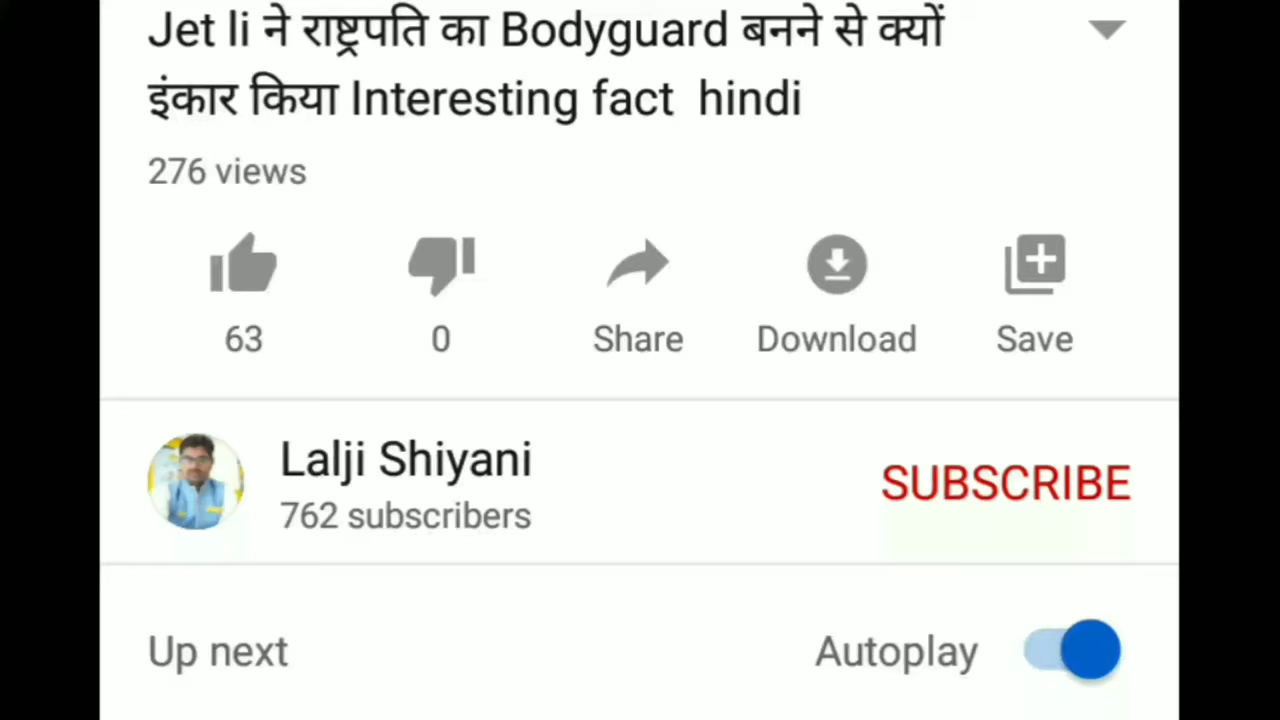 Jet li ने राष्ट्रपति का Bodyguard बनने से क्यों
इंकार किया Interesting fact hindi
276 views
63 0 Share Download Save
Lalji Shiyani
SUBSCRIBE
762 subscribers
Up next Autoplay